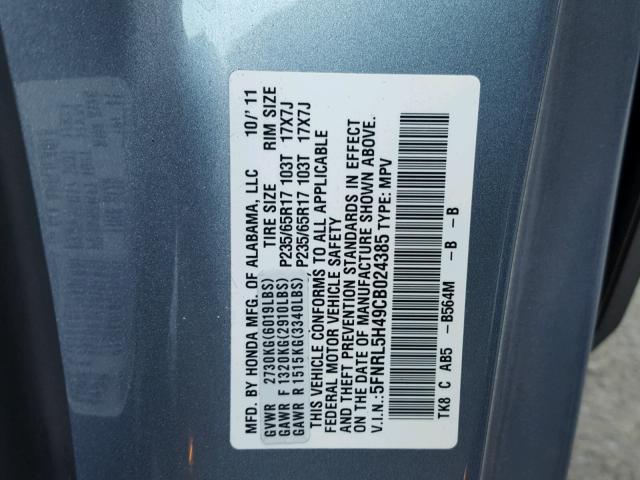 MFD. BY HONDA MFG. OF ALABAMA, LLC 10/'11
TIRE SIZE RIM SIZE
GVWR 2730KG(6019LBS)
GAWR F 1320KG(2910LBS) P235/65R17 103T 17X7J
GAWR R 1515KG(3340LBS) P235/65R17 103T 17X7J
THIS VEHICLE CONFORMS TO ALL APPLICABLE
FEDERAL MOTOR VEHICLE SAFETY
AND THEFT PREVENTION STANDARDS IN EFFECT
ON THE DATE OF MANUFACTURE SHOWN ABOVE.
V.I.N.:5FNRL5H49CB024385 TYPE: MPV
TK8 C AB5 -B564M -B -B